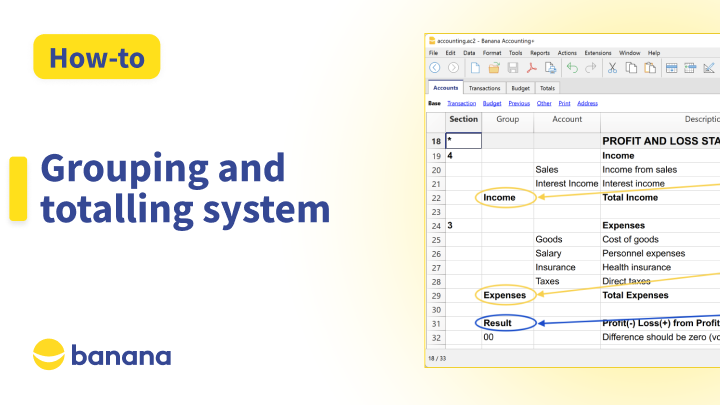 How-to
Grouping and
totalling system
banana
accounting.ac2 - Banana Accounting+
File Edit Data Format Tools Reports Actions Extensions Window Help
Accounts Transactions Budget Totals
Base Transaction Budget Previous Other Print Address
Section Group Account
18 * PROFIT AND LOSS
19 4 Income
20 Sales Income from sales
21 Interest Income Interest income
22 Income Total Income
23
24 3 Expenses
25 Goods Cost of goods
26 Salary Personnel expenses
27 Insurance Health insurance
28 Taxes Direct taxes
29 Expenses Total Expenses
30
31 Result Profit(-) Loss(+) from Profit
32 00 Difference should be zero
18 / 33